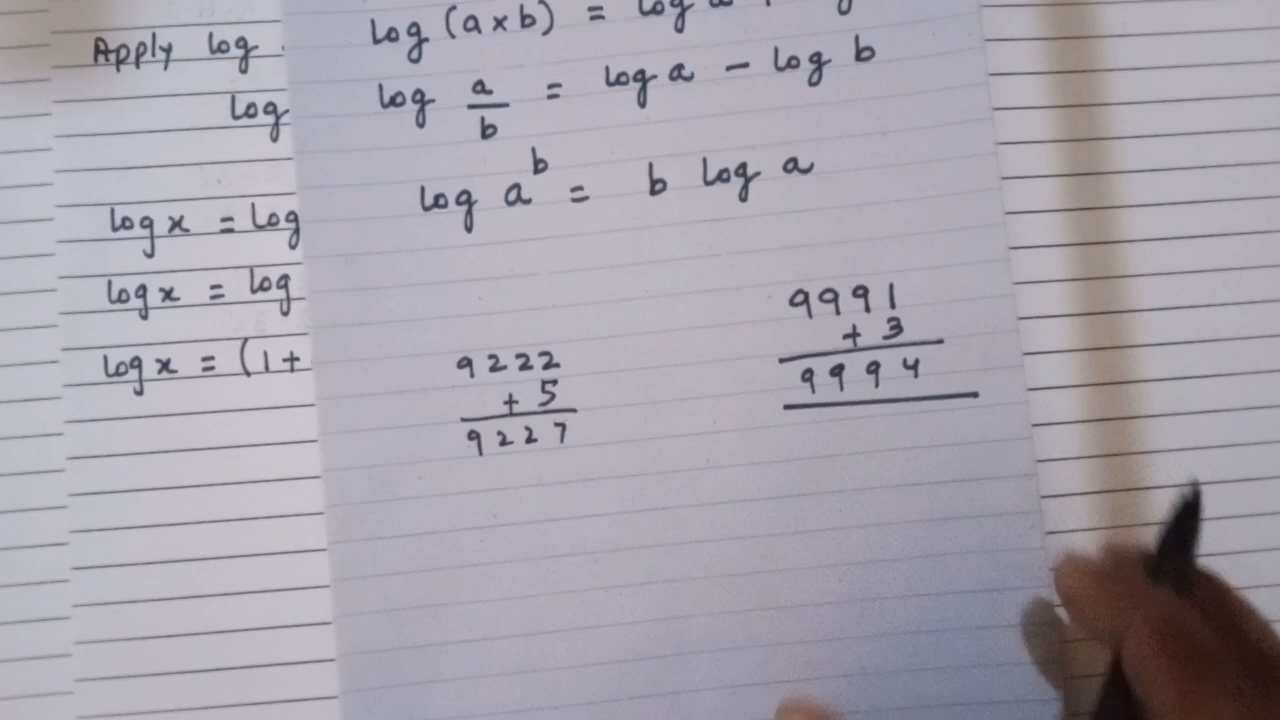 Apply log
log
log x = log
log x = log
log x = (1+
log (a×b) = log
log a/b = log a − log b
log a^b = b log a
9222
+ 5
9227
9991
+ 3
9994